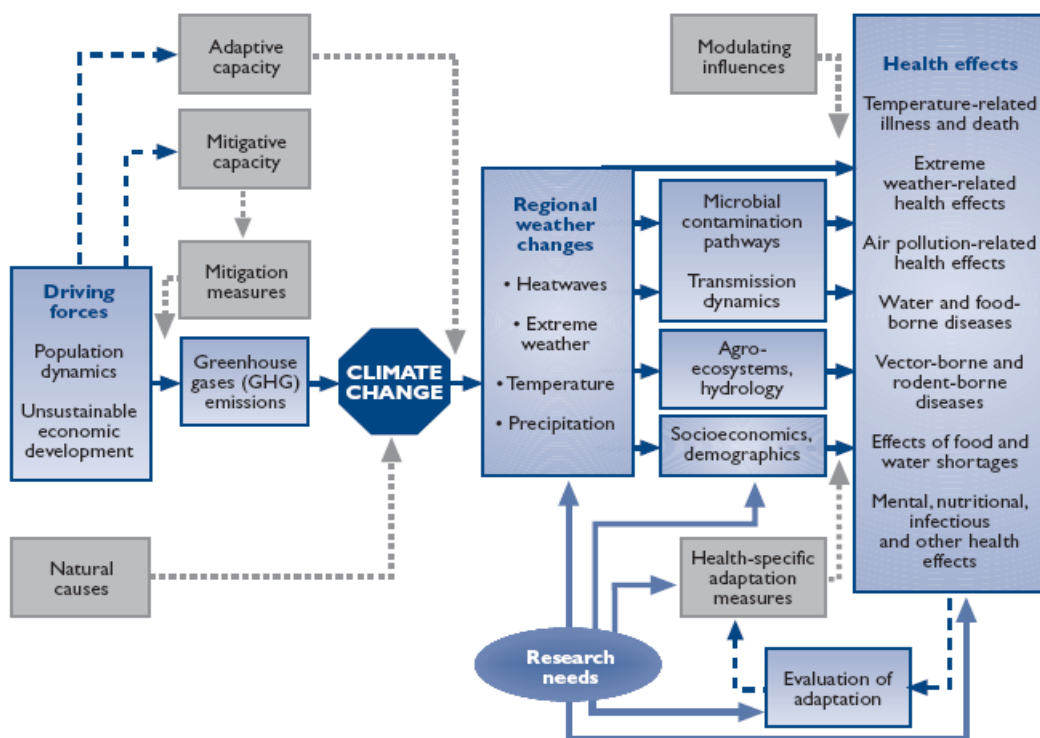 Adaptive
capacity
Mitigative
capacity
Mitigation
measures
Driving
forces
Population
dynamics
Unsustainable
economic
development
Greenhouse
gases (GHG)
emissions
CLIMATE
CHANGE
Natural
causes
Regional
weather
changes
• Heatwaves
• Extreme
weather
• Temperature
• Precipitation
Modulating
influences
Microbial
contamination
pathways
Transmission
dynamics
Agro-
ecosystems,
hydrology
Socioeconomics,
demographics
Health-specific
adaptation
measures
Research
needs
Evaluation of
adaptation
Health effects
Temperature-related
illness and death
Extreme
weather-related
health effects
Air pollution-related
health effects
Water and food-
borne diseases
Vector-borne and
rodent-borne
diseases
Effects of food and
water shortages
Mental, nutritional,
infectious
and other health
effects